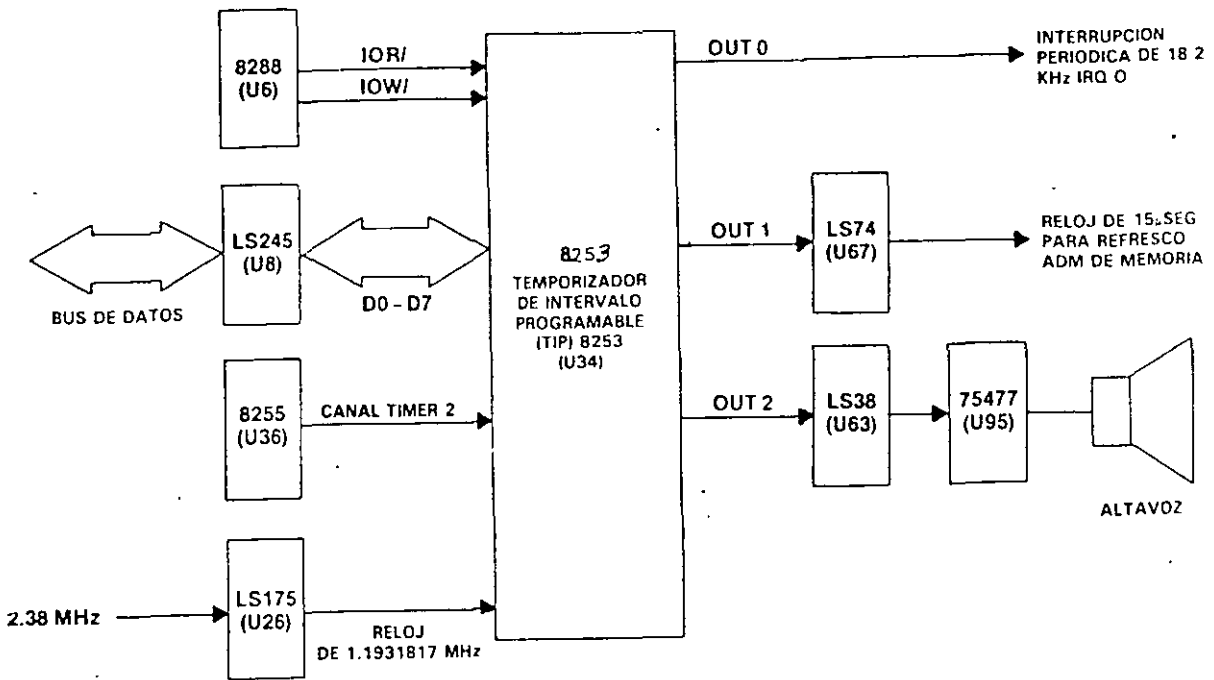 8288
(U6)
IOR/
IOW/
OUT 0
INTERRUPCION
PERIODICA DE 18 2
KHz IRQ O
LS245
(U8)
BUS DE DATOS
D0 – D7
8253
TEMPORIZADOR
DE INTERVALO
PROGRAMABLE
(TIP) 8253
(U34)
OUT 1
LS74
(U67)
RELOJ DE 15 SEG
PARA REFRESCO
ADM DE MEMORIA
8255
(U36)
CANAL TIMER 2
OUT 2
LS38
(U63)
75477
(U95)
ALTAVOZ
2.38 MHz
LS175
(U26)
RELOJ
DE 1.1931817 MHz